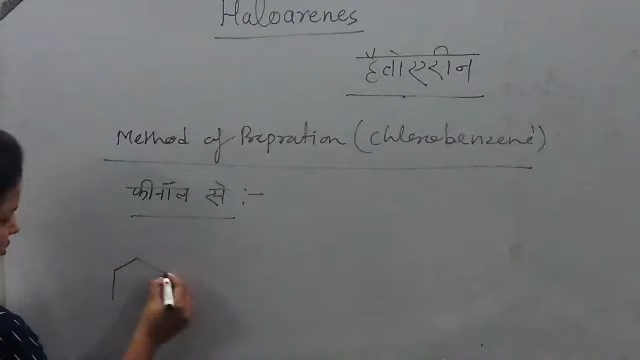 Haloarenes
हैलोएरीन
Method of Prepration (Chlorobenzene)
फीनॉल से :-